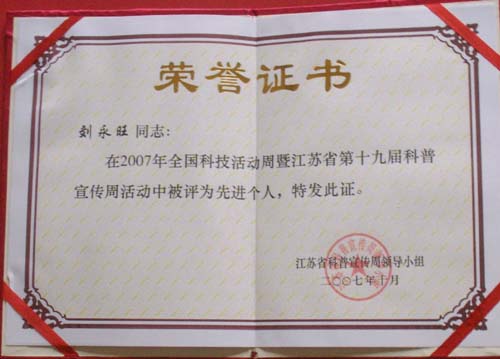 荣誉证书
刘永旺 同志：
在2007年全国科技活动周暨江苏省第十九届科普
宣传周活动中被评为先进个人，特发此证。
江苏省科普宣传周领导小组
二〇〇七年十月